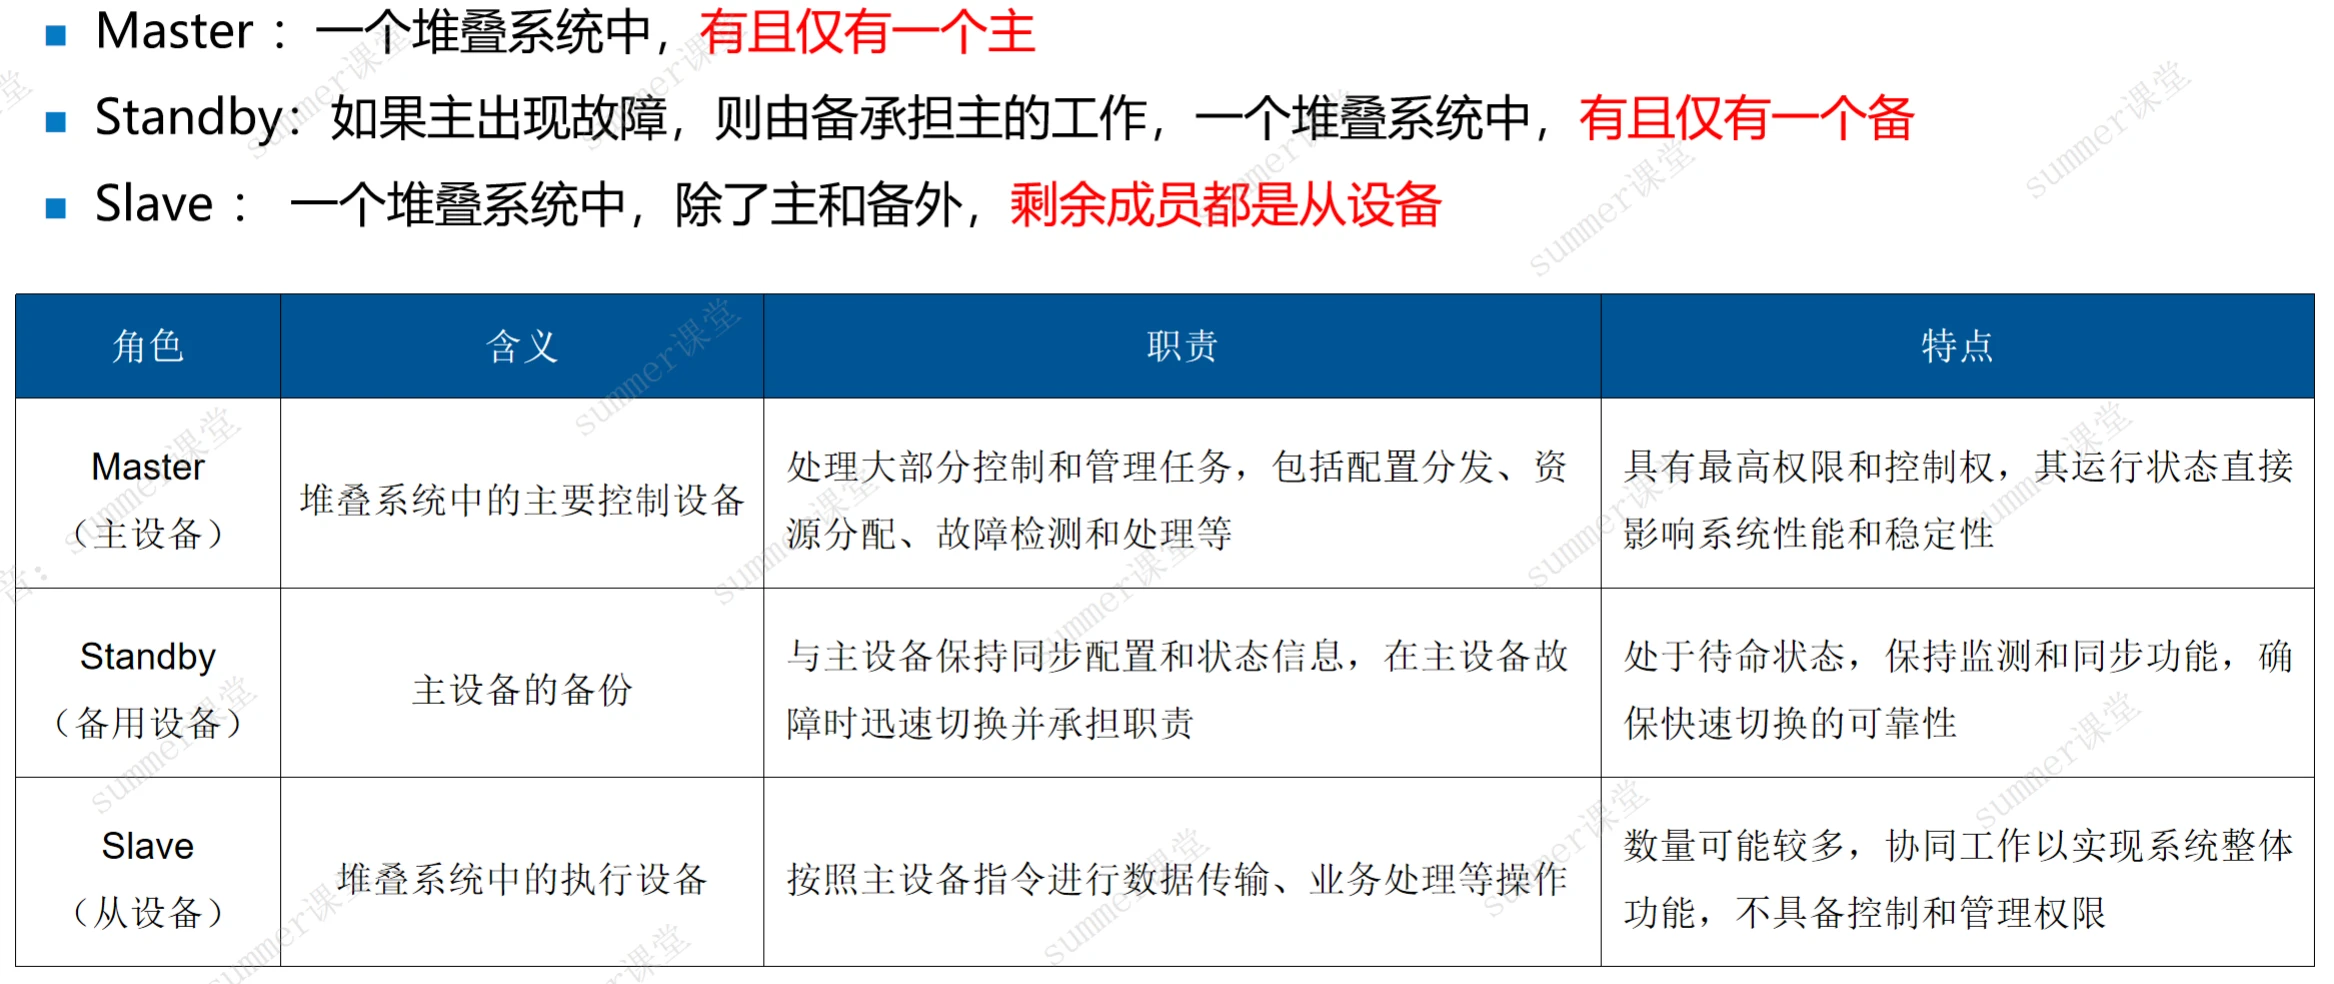 Master ：一个堆叠系统中，有且仅有一个主
Standby：如果主出现故障，则由备承担主的工作，一个堆叠系统中，有且仅有一个备
Slave ： 一个堆叠系统中，除了主和备外，剩余成员都是从设备
角色 含义 职责 特点
Master
（主设备）
堆叠系统中的主要控制设备
处理大部分控制和管理任务，包括配置分发、资
源分配、故障检测和处理等
具有最高权限和控制权，其运行状态直接
影响系统性能和稳定性
Standby
（备用设备）
主设备的备份
与主设备保持同步配置和状态信息，在主设备故
障时迅速切换并承担职责
处于待命状态，保持监测和同步功能，确
保快速切换的可靠性
Slave
（从设备）
堆叠系统中的执行设备
按照主设备指令进行数据传输、业务处理等操作
数量可能较多，协同工作以实现系统整体
功能，不具备控制和管理权限
summer课堂